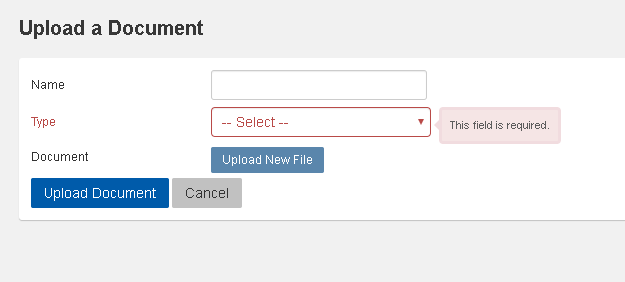 Upload a Document
Name
Type -- Select -- This field is required.
Document Upload New File
Upload Document Cancel